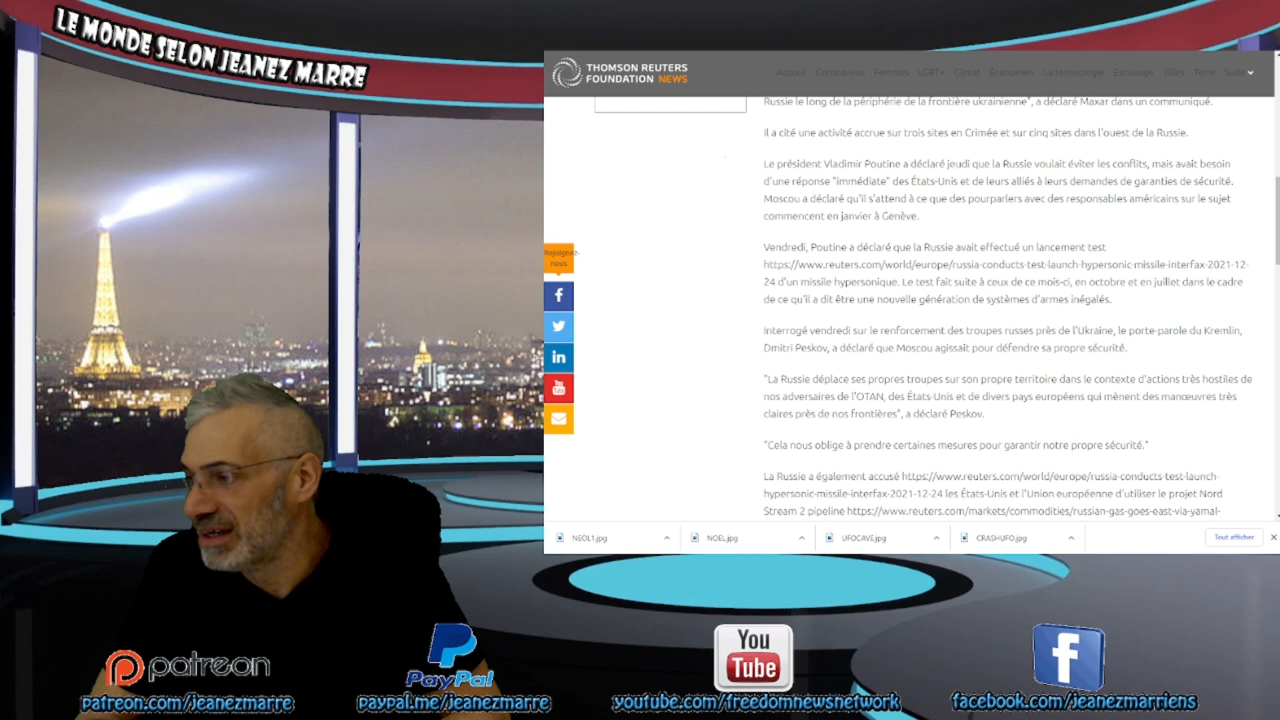 LE MONDE SELON JEANEZ MARRE
THOMSON REUTERS
FOUNDATION NEWS
Accueil Coronavirus Femmes LGBT+ Climat Économies La technologie Esclavage Villes Terre Suite
Russie le long de la périphérie de la frontière ukrainienne", a déclaré Maxar dans un communiqué.
Il a cité une activité accrue sur trois sites en Crimée et sur cinq sites dans l'ouest de la Russie.
Le président Vladimir Poutine a déclaré jeudi que la Russie voulait éviter les conflits, mais avait besoin
d'une réponse "immédiate" des États-Unis et de leurs alliés à leurs demandes de garanties de sécurité.
Moscou a déclaré qu'il s'attend à ce que des pourparlers avec des responsables américains sur le sujet
commencent en janvier à Genève.
Vendredi, Poutine a déclaré que la Russie avait effectué un lancement test
https://www.reuters.com/world/europe/russia-conducts-test-launch-hypersonic-missile-interfax-2021-12-
24 d'un missile hypersonique. Le test fait suite à ceux de ce mois-ci, en octobre et en juillet dans le cadre
de ce qu'il a dit être une nouvelle génération de systèmes d'armes inégalés.
Interrogé vendredi sur le renforcement des troupes russes près de l'Ukraine, le porte-parole du Kremlin,
Dmitri Peskov, a déclaré que Moscou agissait pour défendre sa propre sécurité.
"La Russie déplace ses propres troupes sur son propre territoire dans le contexte d'actions très hostiles de
nos adversaires de l'OTAN, des États-Unis et de divers pays européens qui mènent des manœuvres très
claires près de nos frontières", a déclaré Peskov.
"Cela nous oblige à prendre certaines mesures pour garantir notre propre sécurité."
La Russie a également accusé https://www.reuters.com/world/europe/russia-conducts-test-launch-
hypersonic-missile-interfax-2021-12-24 les États-Unis et l'Union européenne d'utiliser le projet Nord
Stream 2 pipeline https://www.reuters.com/markets/commodities/russian-gas-goes-east-via-yamal-
Rejoignez-
nous
NEOL1.jpg
NOEL.jpg
UFOCAVE.jpg
CRASHUFO.jpg
Tout afficher
patreon
PayPal
You
Tube
patreon.com/jeanezmarre
paypal.me/jeanezmarre
youtube.com/freedomnewsnetwork
facebook.com/jeanezmarriens